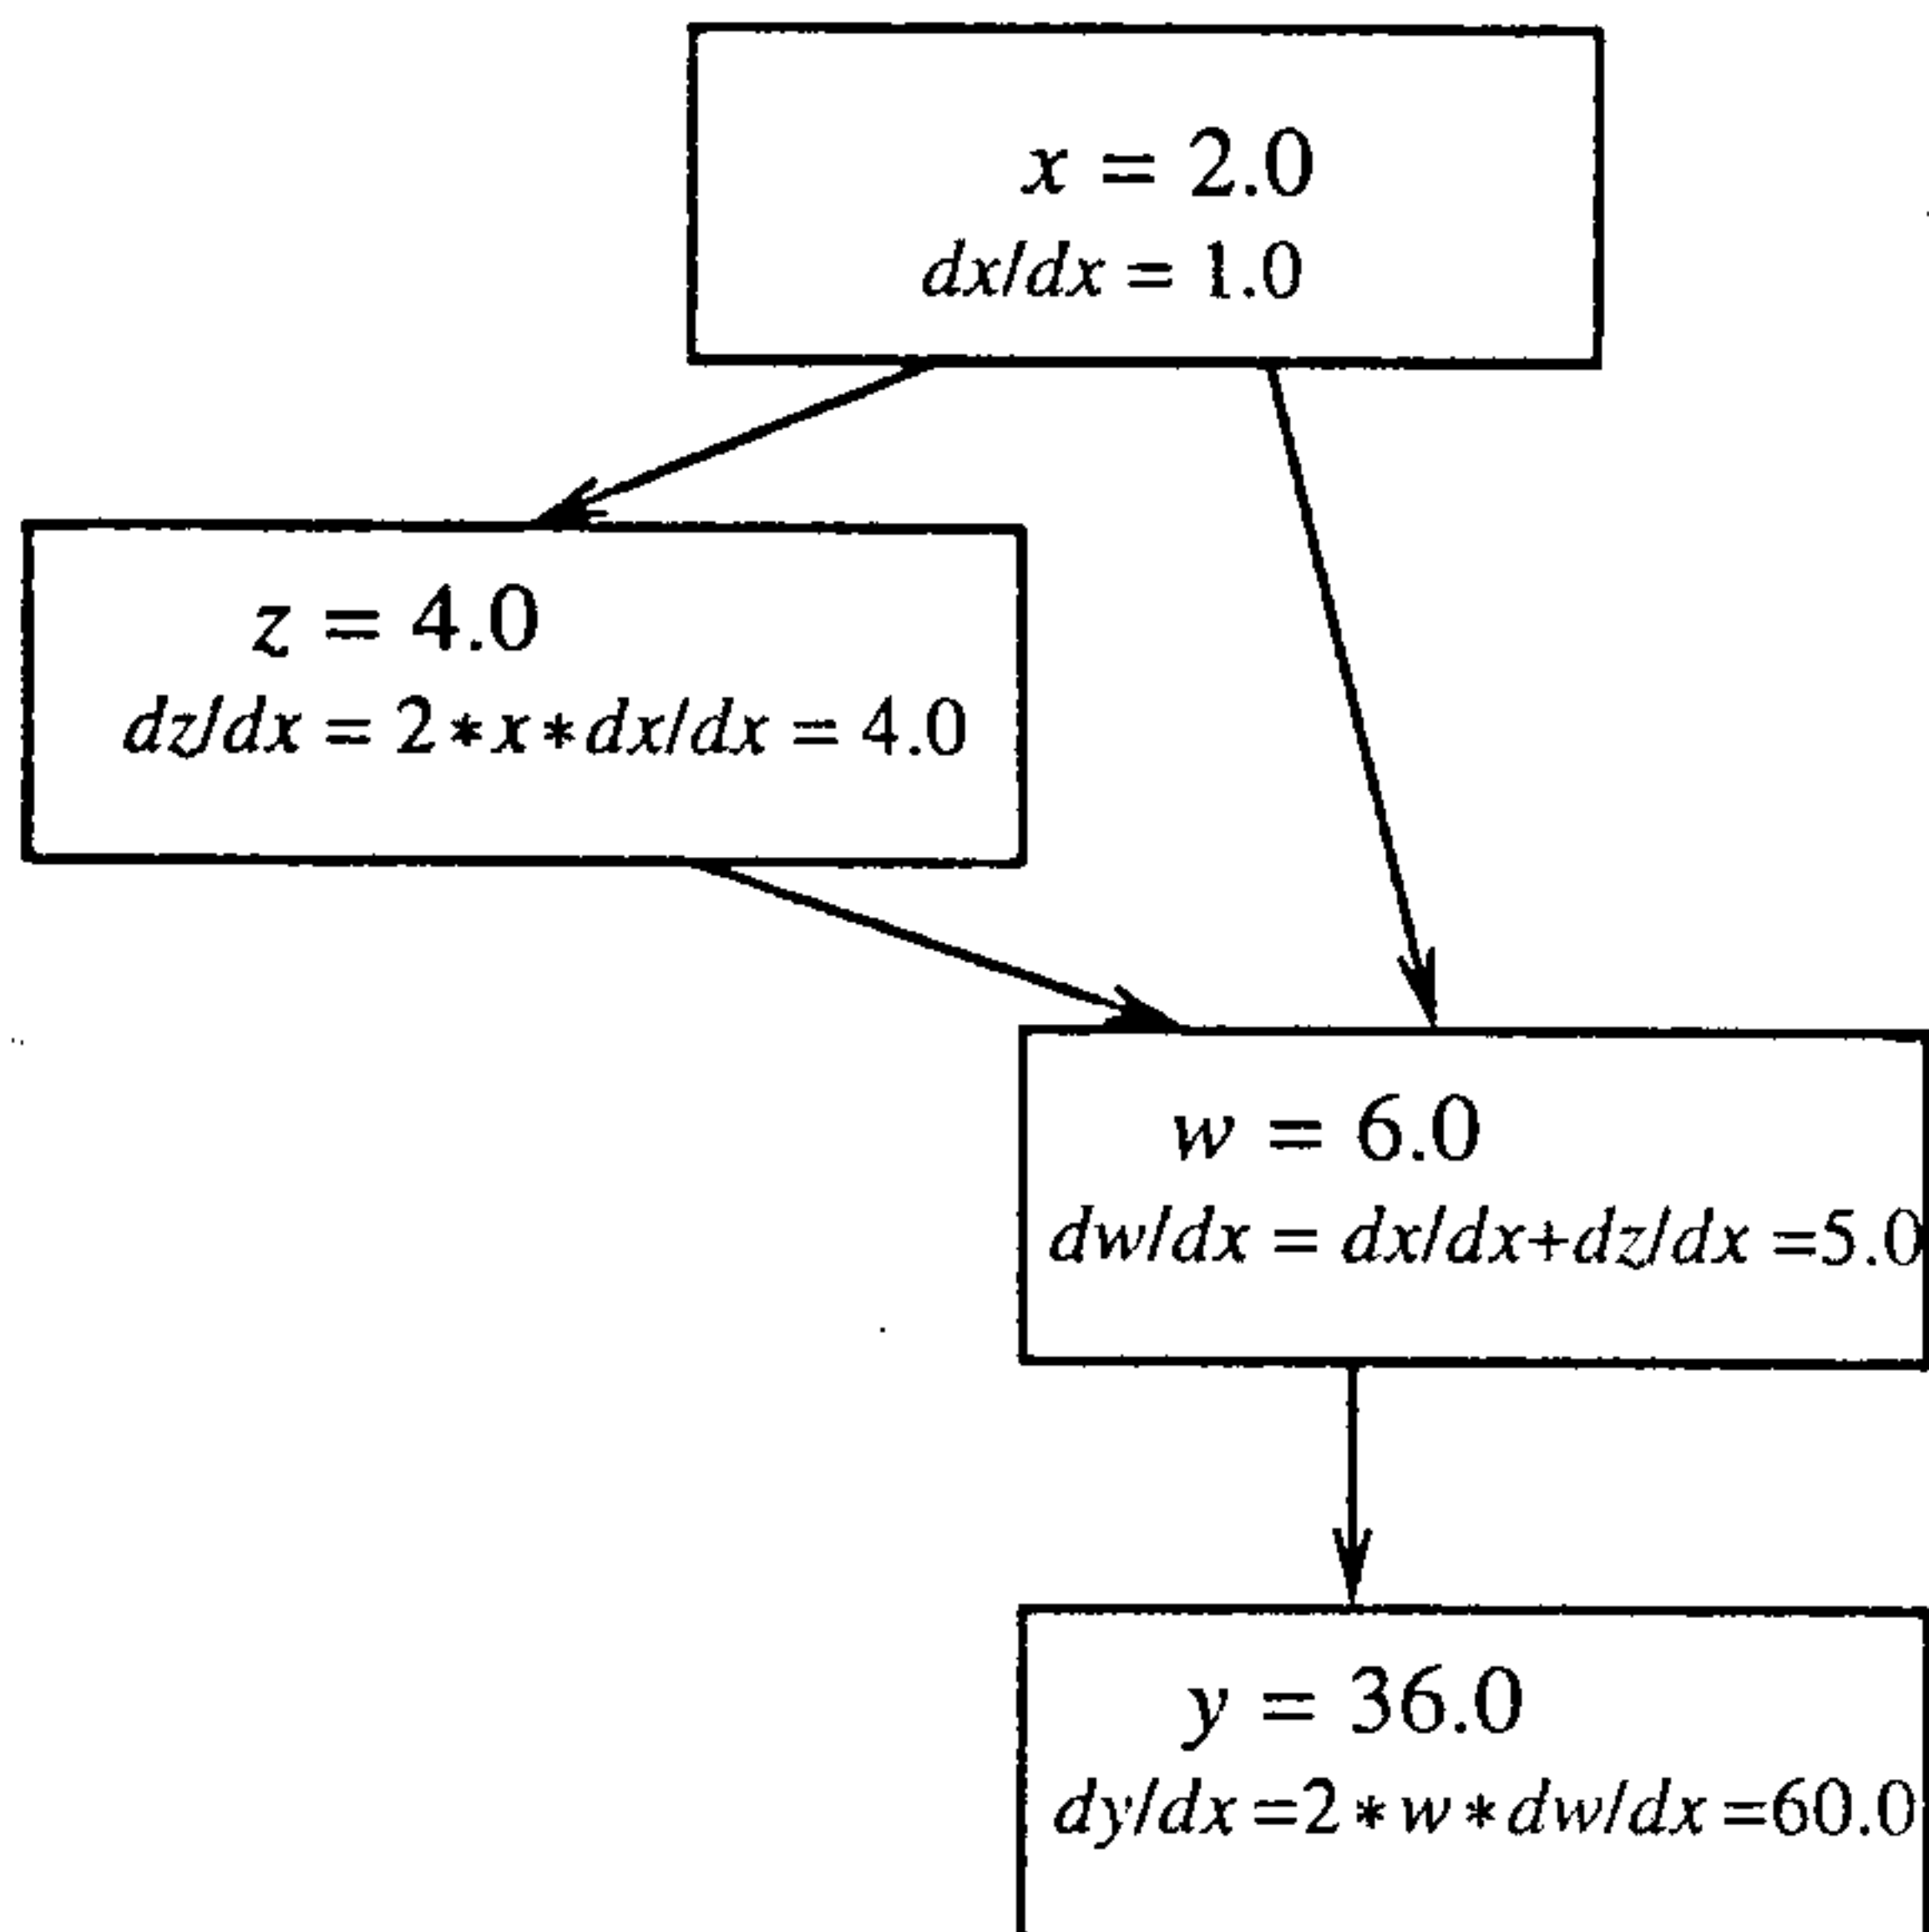 x = 2.0
dx/dx = 1.0
z = 4.0
dz/dx = 2*x*dx/dx = 4.0
w = 6.0
dw/dx = dx/dx+dz/dx =5.0
y = 36.0
dy/dx =2*w*dw/dx =60.0